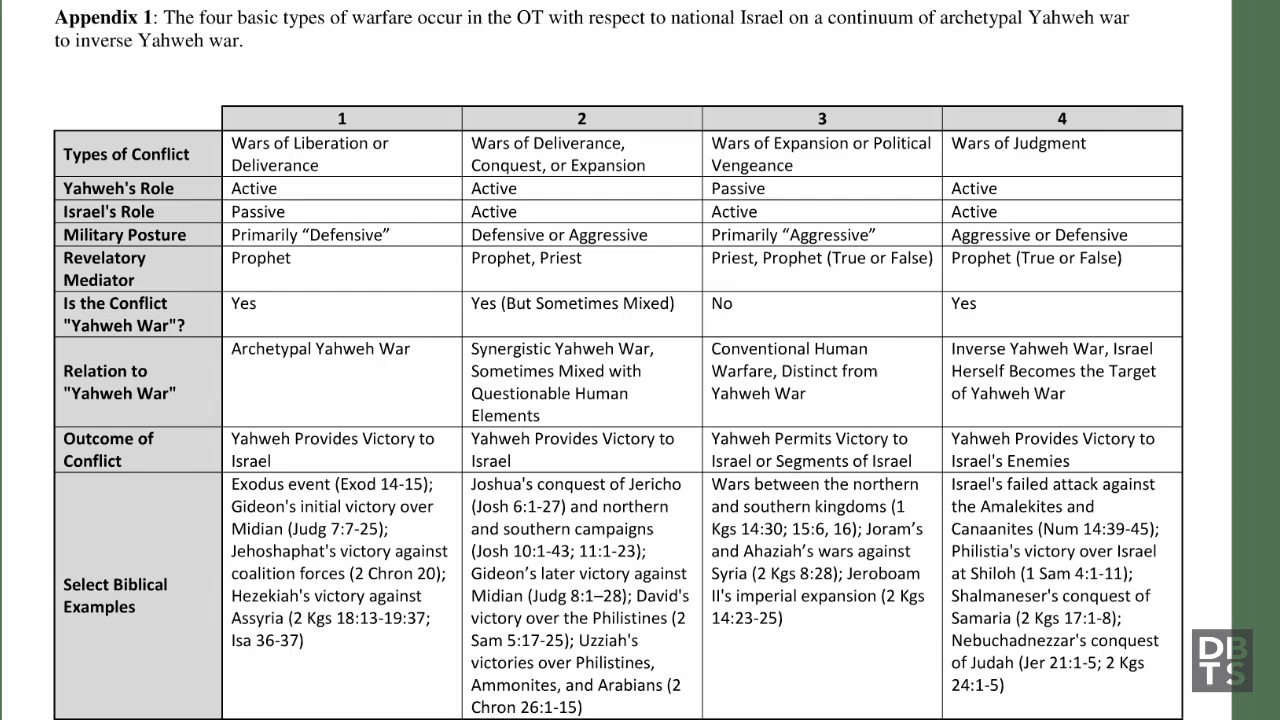 Appendix 1: The four basic types of warfare occur in the OT with respect to national Israel on a continuum of archetypal Yahweh war
to inverse Yahweh war.
1
2
3
4
Types of Conflict
Wars of Liberation or
Deliverance
Wars of Deliverance,
Conquest, or Expansion
Wars of Expansion or Political
Vengeance
Wars of Judgment
Yahweh's Role
Active
Active
Passive
Active
Israel's Role
Passive
Active
Active
Active
Military Posture
Primarily “Defensive”
Defensive or Aggressive
Primarily “Aggressive”
Aggressive or Defensive
Revelatory
Mediator
Prophet
Prophet, Priest
Priest, Prophet (True or False)
Prophet (True or False)
Is the Conflict
"Yahweh War"?
Yes
Yes (But Sometimes Mixed)
No
Yes
Relation to
"Yahweh War"
Archetypal Yahweh War
Synergistic Yahweh War,
Sometimes Mixed with
Questionable Human
Elements
Conventional Human
Warfare, Distinct from
Yahweh War
Inverse Yahweh War, Israel
Herself Becomes the Target
of Yahweh War
Outcome of
Conflict
Yahweh Provides Victory to
Israel
Yahweh Provides Victory to
Israel
Yahweh Permits Victory to
Israel or Segments of Israel
Yahweh Provides Victory to
Israel's Enemies
Select Biblical
Examples
Exodus event (Exod 14-15);
Gideon's initial victory over
Midian (Judg 7:7-25);
Jehoshaphat's victory against
coalition forces (2 Chron 20);
Hezekiah's victory against
Assyria (2 Kgs 18:13-19:37;
Isa 36-37)
Joshua's conquest of Jericho
(Josh 6:1-27) and northern
and southern campaigns
(Josh 10:1-43; 11:1-23);
Gideon’s later victory against
Midian (Judg 8:1–28); David's
victory over the Philistines (2
Sam 5:17-25); Uzziah's
victories over Philistines,
Ammonites, and Arabians (2
Chron 26:1-15)
Wars between the northern
and southern kingdoms (1
Kgs 14:30; 15:6, 16); Joram’s
and Ahaziah’s wars against
Syria (2 Kgs 8:28); Jeroboam
II's imperial expansion (2 Kgs
14:23-25)
Israel's failed attack against
the Amalekites and
Canaanites (Num 14:39-45);
Philistia's victory over Israel
at Shiloh (1 Sam 4:1-11);
Shalmaneser's conquest of
Samaria (2 Kgs 17:1-8);
Nebuchadnezzar's conquest
of Judah (Jer 21:1-5; 2 Kgs
24:1-5)
DB
TS